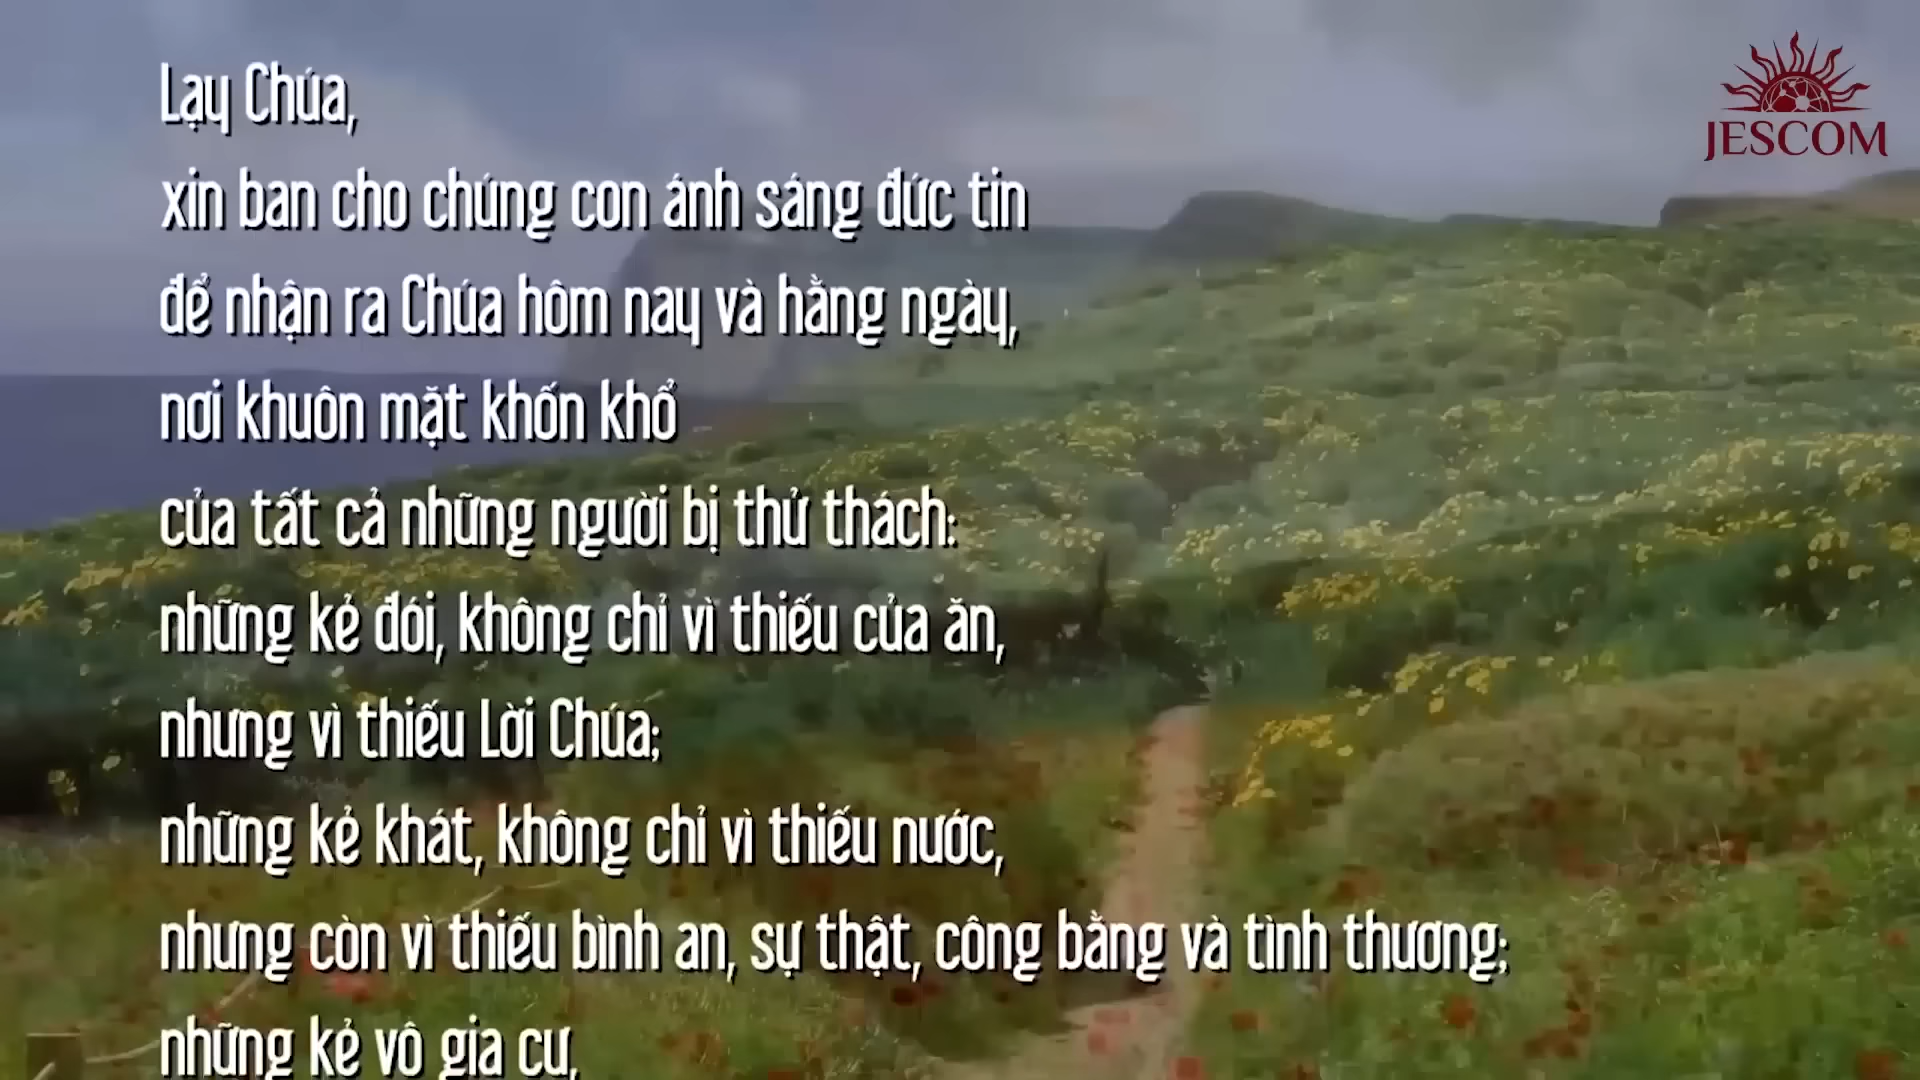 JESCOM
Lạy Chúa,
xin ban cho chúng con ánh sáng đức tin
để nhận ra Chúa hôm nay và hằng ngày,
nơi khuôn mặt khốn khổ
của tất cả những người bị thử thách:
những kẻ đói, không chỉ vì thiếu của ăn,
nhưng vì thiếu Lời Chúa;
những kẻ khát, không chỉ vì thiếu nước,
nhưng còn vì thiếu bình an, sự thật, công bằng và tình thương;
những kẻ vô gia cư,